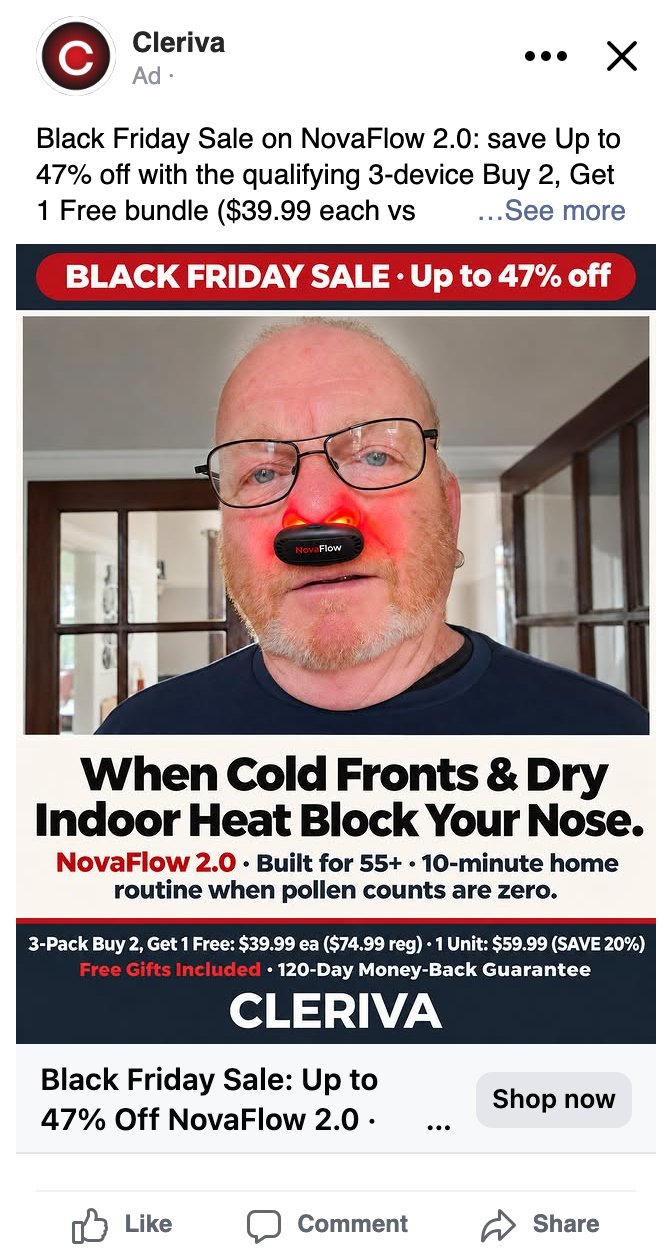 C
Cleriva
Ad ·
Black Friday Sale on NovaFlow 2.0: save Up to
47% off with the qualifying 3-device Buy 2, Get
1 Free bundle ($39.99 each vs ...See more
BLACK FRIDAY SALE · Up to 47% off
NovaFlow
When Cold Fronts & Dry
Indoor Heat Block Your Nose.
NovaFlow 2.0 · Built for 55+ · 10-minute home
routine when pollen counts are zero.
3-Pack Buy 2, Get 1 Free: $39.99 ea ($74.99 reg) · 1 Unit: $59.99 (SAVE 20%)
Free Gifts Included · 120-Day Money-Back Guarantee
CLERIVA
Black Friday Sale: Up to
47% Off NovaFlow 2.0 · ...
Shop now
Like Comment Share